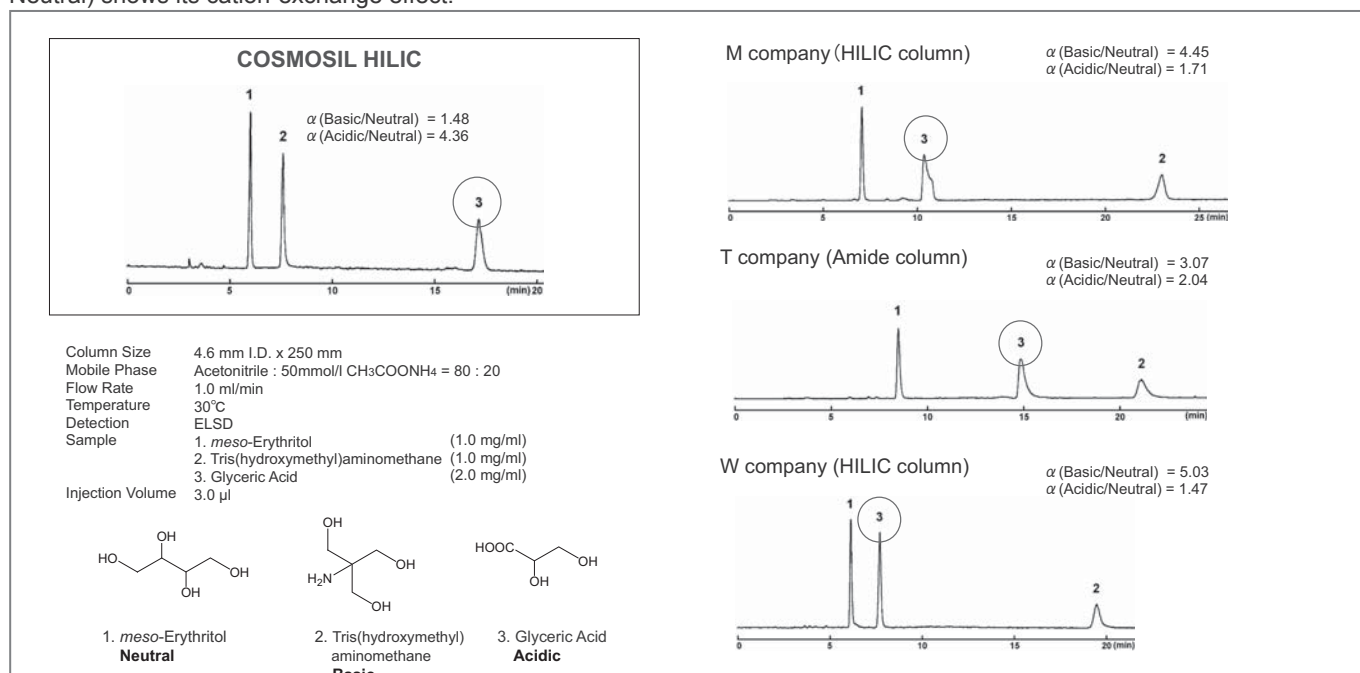 Neutral) shows its cation-exchange effect.
COSMOSIL HILIC
1
2
α (Basic/Neutral) = 1.48
α (Acidic/Neutral) = 4.36
3
0 5 10 15 (min) 20
Column Size 4.6 mm I.D. x 250 mm
Mobile Phase Acetonitrile : 50mmol/l CH3COONH4 = 80 : 20
Flow Rate 1.0 ml/min
Temperature 30°C
Detection ELSD
Sample 1. meso-Erythritol (1.0 mg/ml)
2. Tris(hydroxymethyl)aminomethane (1.0 mg/ml)
3. Glyceric Acid (2.0 mg/ml)
Injection Volume 3.0 µl
HO OH OH OH
OH H2N OH OH
HOOC OH OH
1. meso-Erythritol
Neutral
2. Tris(hydroxymethyl)
aminomethane
Basic
3. Glyceric Acid
Acidic
M company (HILIC column)
α (Basic/Neutral) = 4.45
α (Acidic/Neutral) = 1.71
1
3
2
0 5 10 15 20 25 (min)
T company (Amide column)
α (Basic/Neutral) = 3.07
α (Acidic/Neutral) = 2.04
1
3
2
0 5 10 15 20 (min)
W company (HILIC column)
α (Basic/Neutral) = 5.03
α (Acidic/Neutral) = 1.47
1
3
2
0 5 10 15 20 (min)